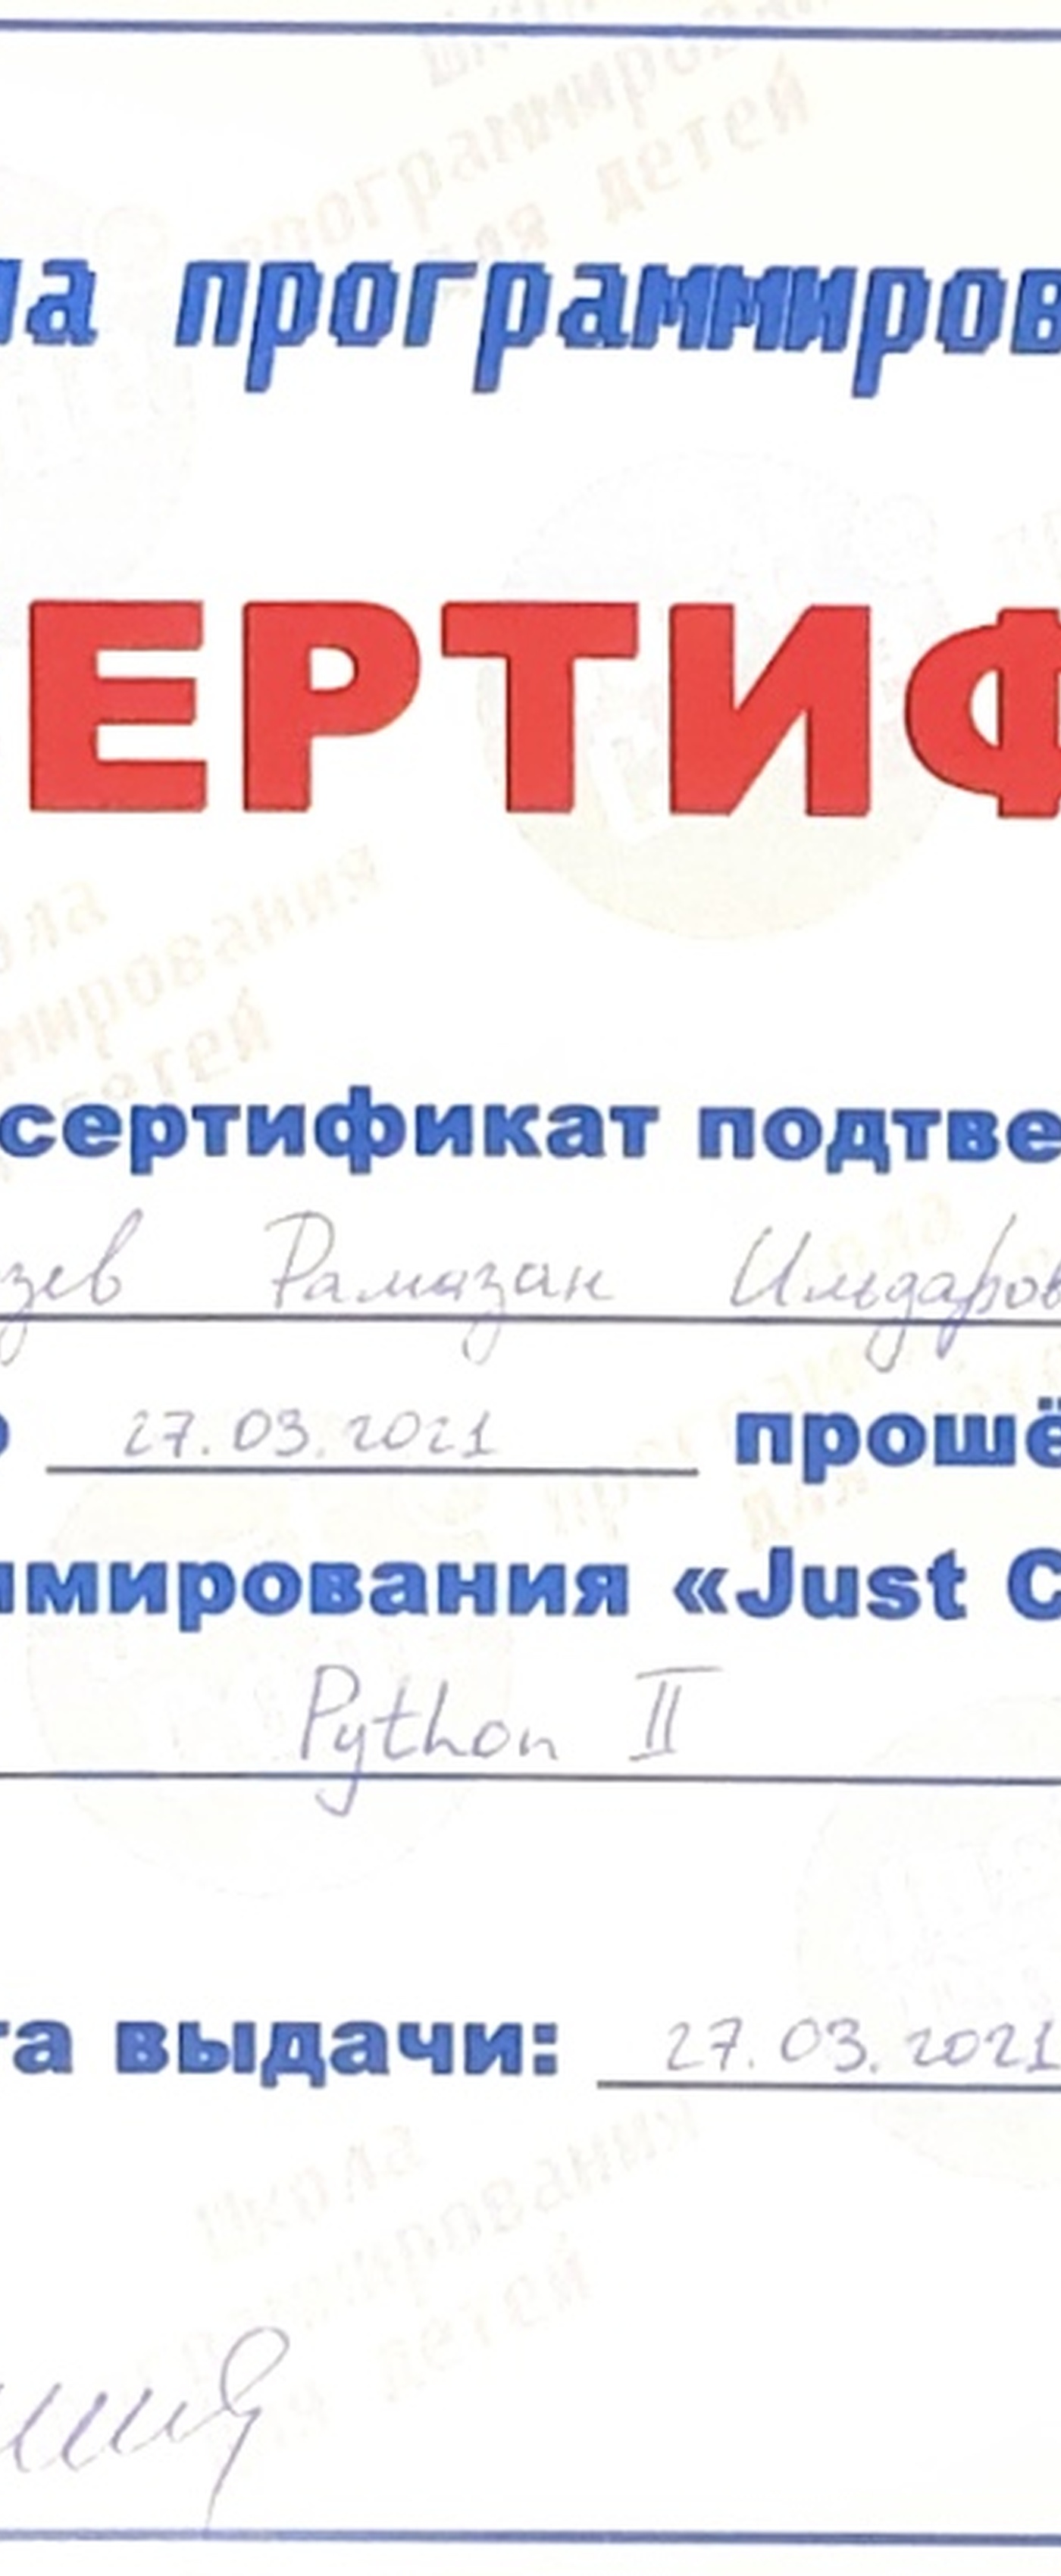 ла программиров
ЕРТИФ
сертификат подтве
зев Рамазан Ильдаров
27.03.2021 прошё
ммирования «Just C
Python II
та выдачи: 27.03.2021